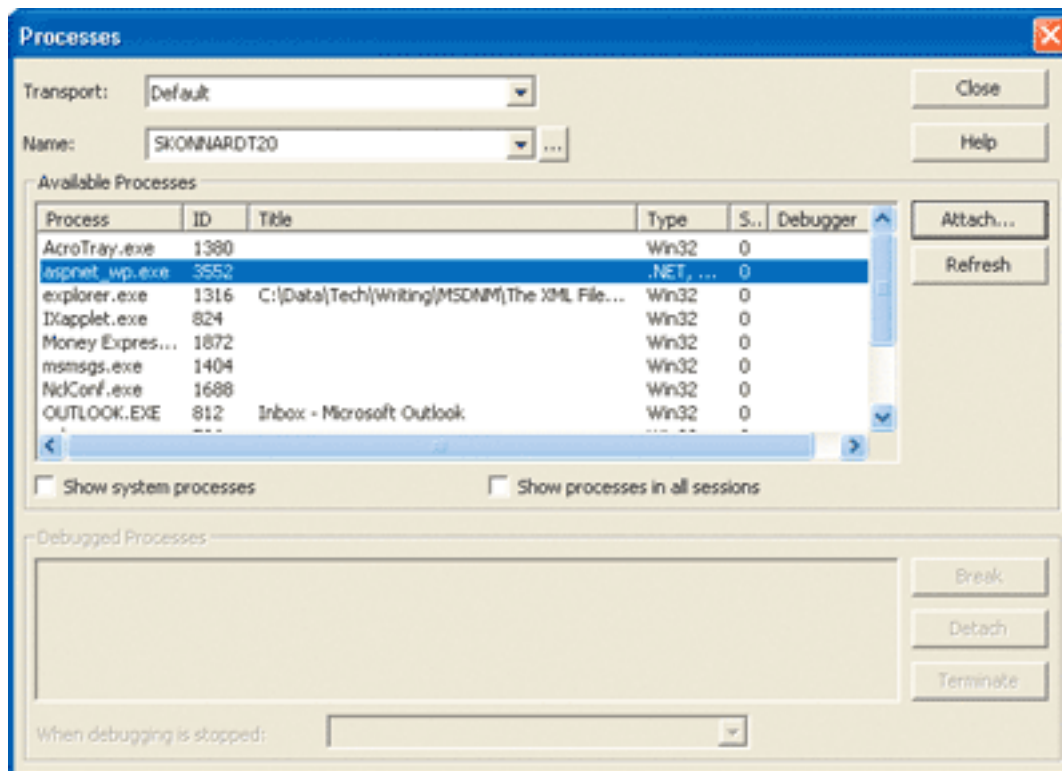 Processes
Transport: Default Close
Name: SKONNARDT20 ... Help
Available Processes
Process ID Title Type S.. Debugger Attach...
AcroTray.exe 1380 Win32 0
aspnet_wp.exe 3552 .NET, ... 0 Refresh
explorer.exe 1316 C:\Data\Tech\Writing\MSDNM\The XML File... Win32 0
IXapplet.exe 824 Win32 0
Money Expres... 1872 Win32 0
msmsgs.exe 1404 Win32 0
NclConf.exe 1688 Win32 0
OUTLOOK.EXE 812 Inbox - Microsoft Outlook Win32 0
Show system processes Show processes in all sessions
Debugged Processes
Break
Detach
Terminate
When debugging is stopped: